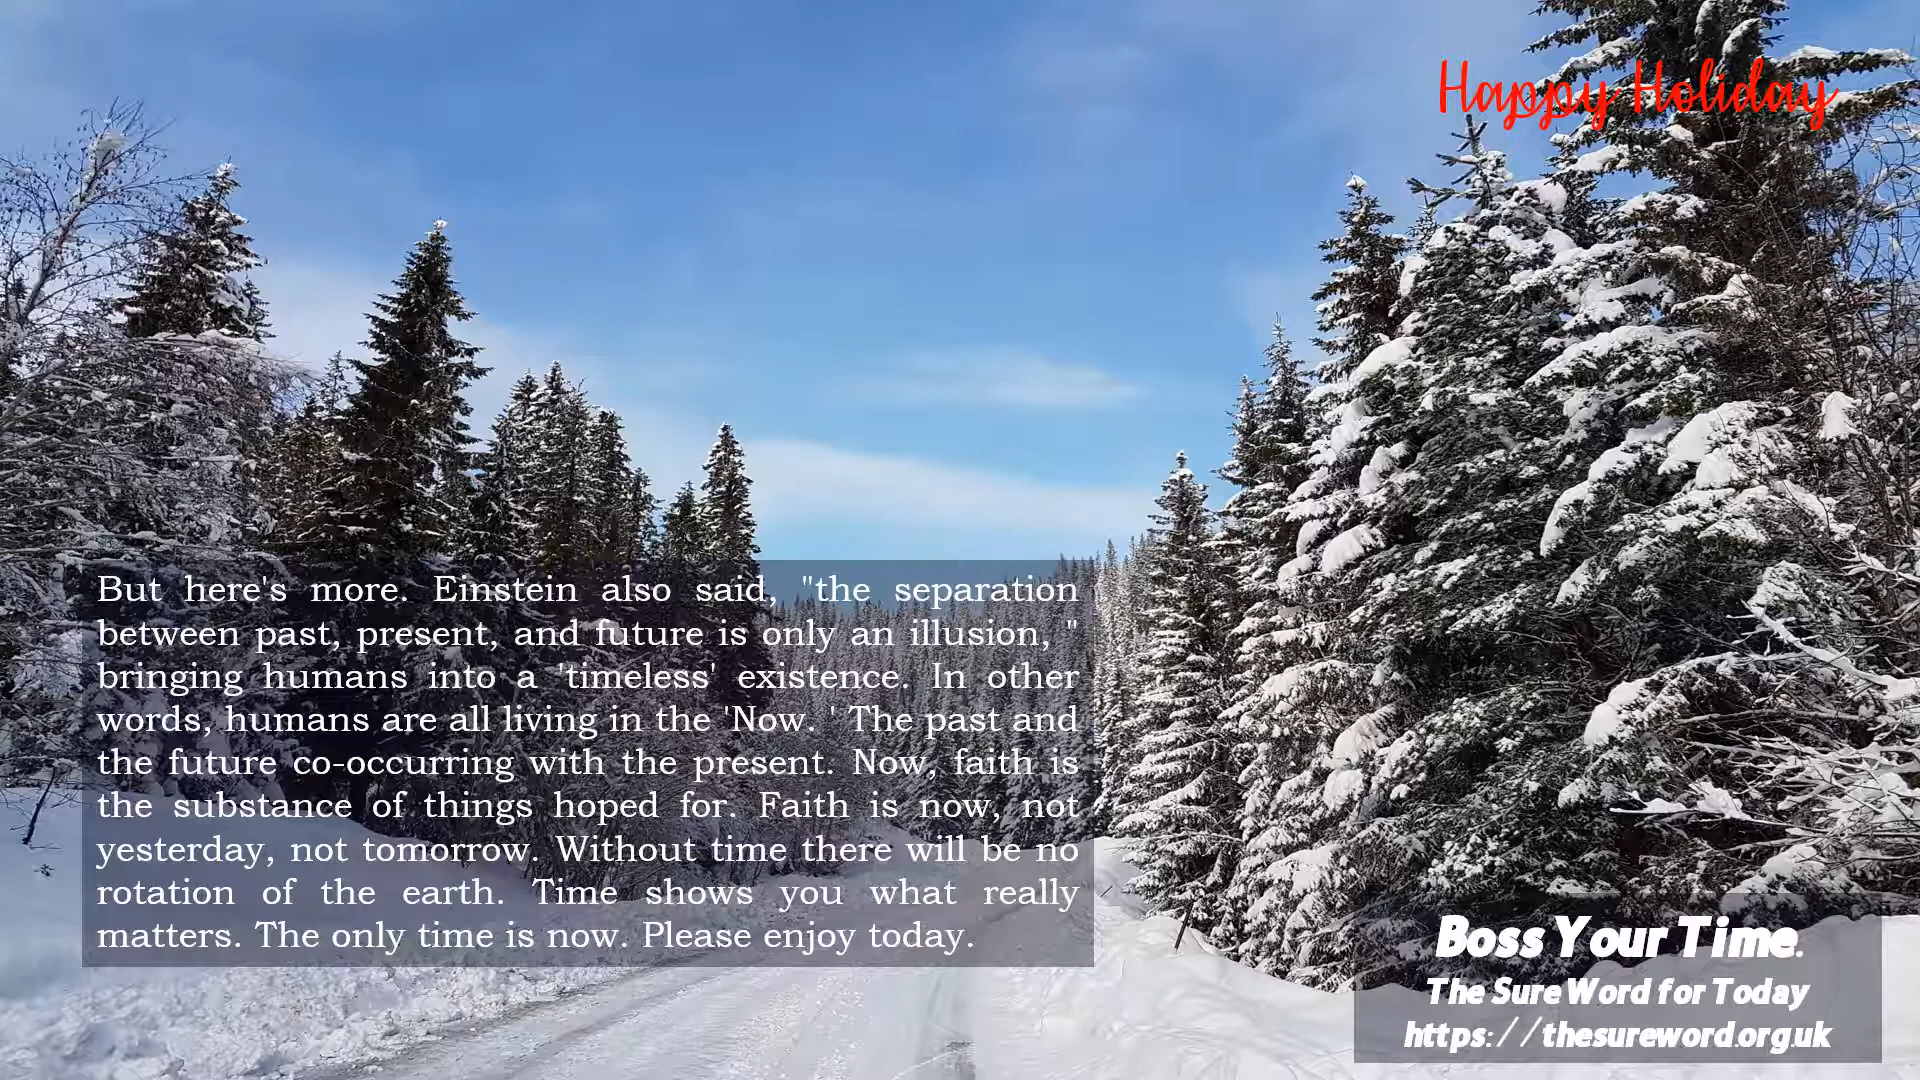 Happy Holiday
But here's more. Einstein also said, "the separation
between past, present, and future is only an illusion, "
bringing humans into a 'timeless' existence. In other
words, humans are all living in the 'Now. ' The past and
the future co-occurring with the present. Now, faith is
the substance of things hoped for. Faith is now, not
yesterday, not tomorrow. Without time there will be no
rotation of the earth. Time shows you what really
matters. The only time is now. Please enjoy today.
Boss Your Time.
The Sure Word for Today
https://thesureword.org.uk